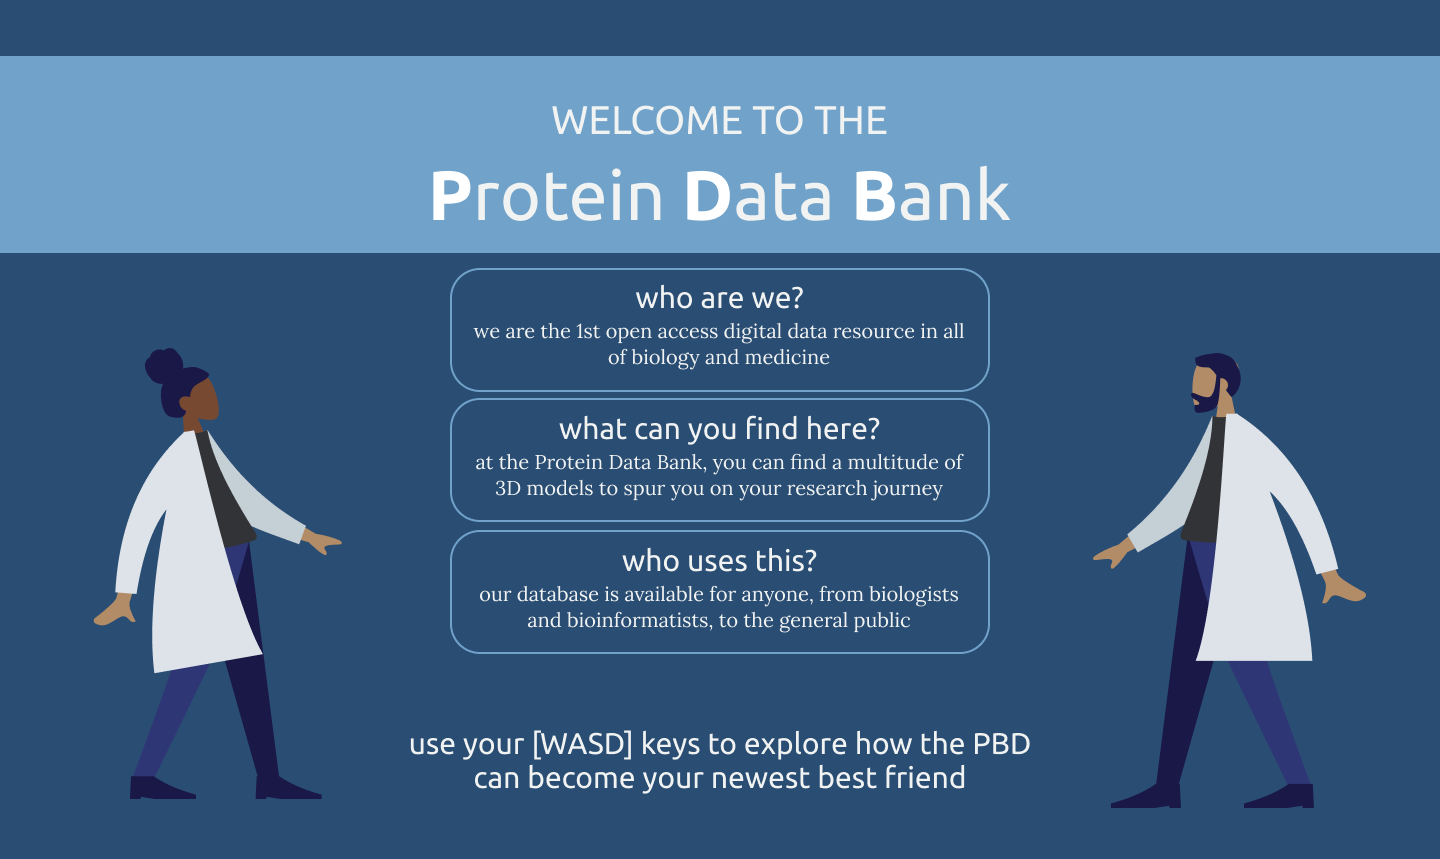 WELCOME TO THE
Protein Data Bank
who are we?
we are the 1st open access digital data resource in all
of biology and medicine
what can you find here?
at the Protein Data Bank, you can find a multitude of
3D models to spur you on your research journey
who uses this?
our database is available for anyone, from biologists
and bioinformatists, to the general public
use your [WASD] keys to explore how the PBD
can become your newest best friend